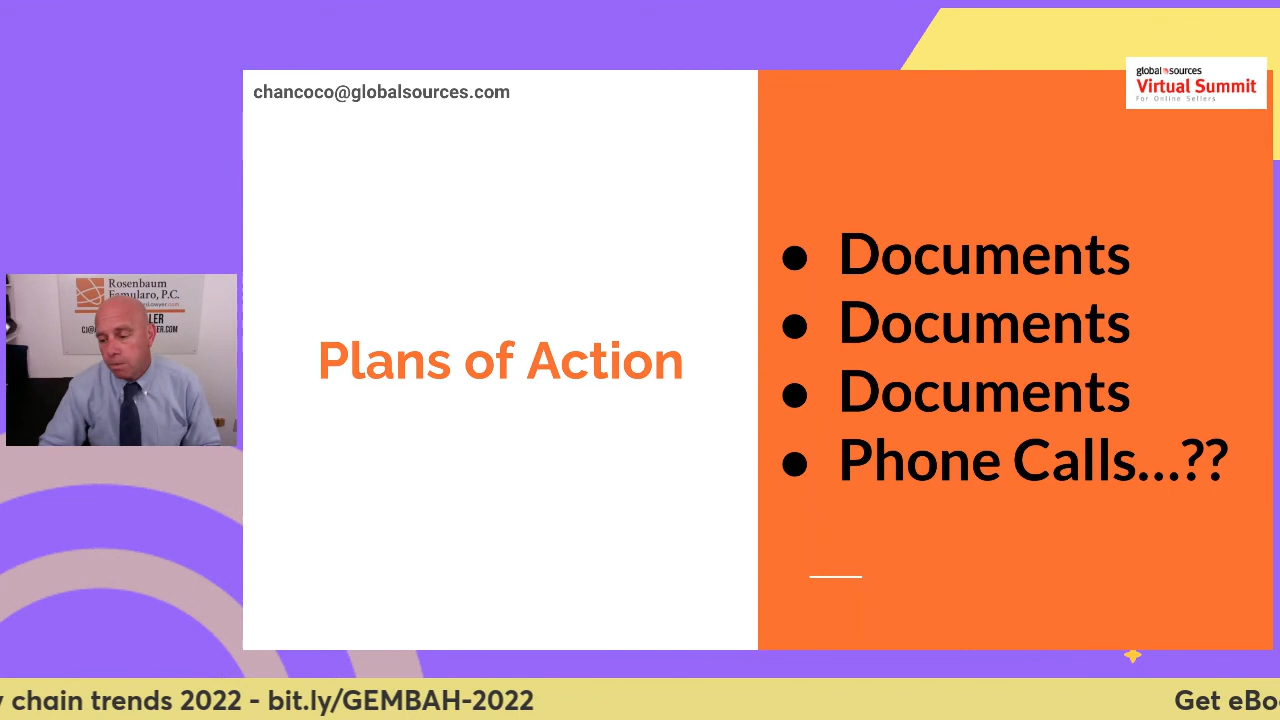 chancoco@globalsources.com
global sources
Virtual Summit
For Online Sellers
Plans of Action
● Documents
● Documents
● Documents
● Phone Calls...??
Rosenbaum
Famularo, P.C.
chain trends 2022 - bit.ly/GEMBAH-2022
Get eBo